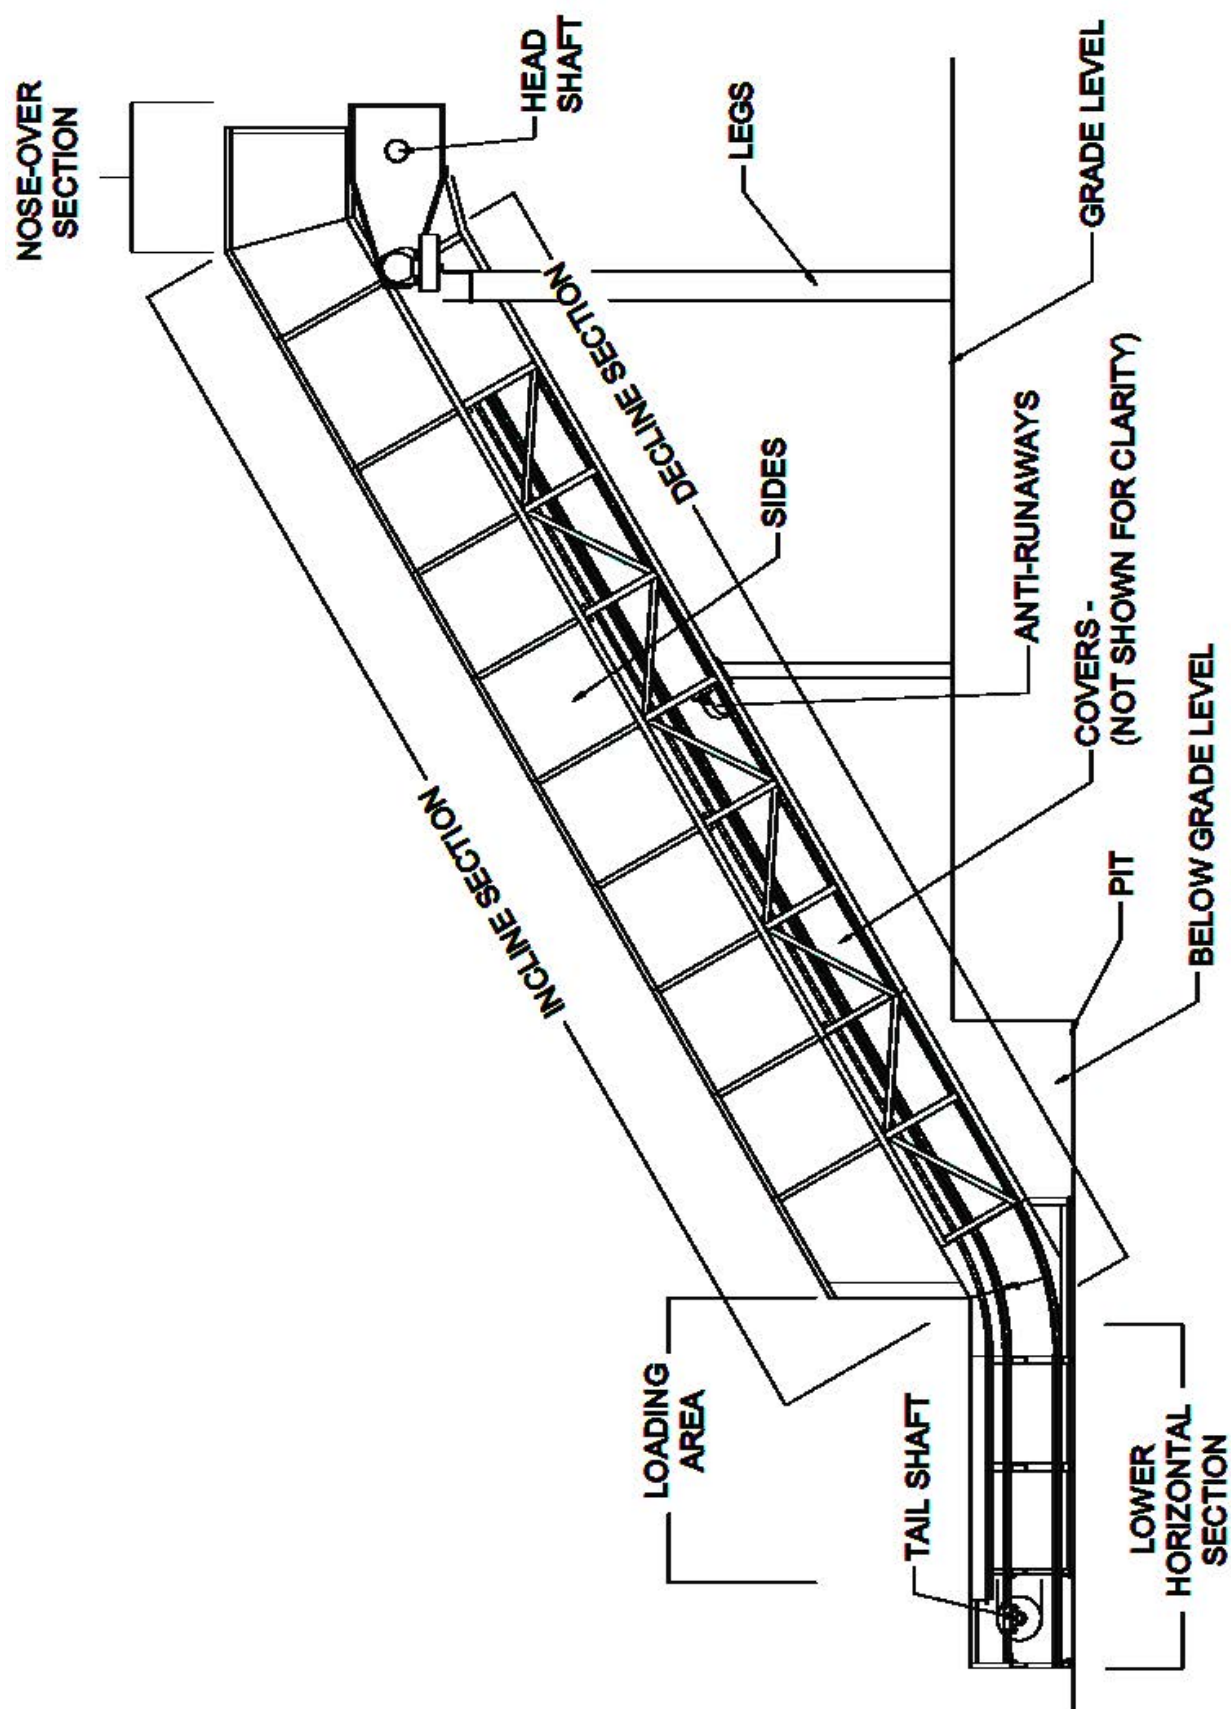 NOSE-OVER
SECTION
HEAD
SHAFT
LEGS
GRADE LEVEL
DECLINE SECTION
SIDES
ANTI-RUNAWAYS
COVERS -
(NOT SHOWN FOR CLARITY)
INCLINE SECTION
PIT
BELOW GRADE LEVEL
LOADING
AREA
TAIL SHAFT
LOWER
HORIZONTAL
SECTION